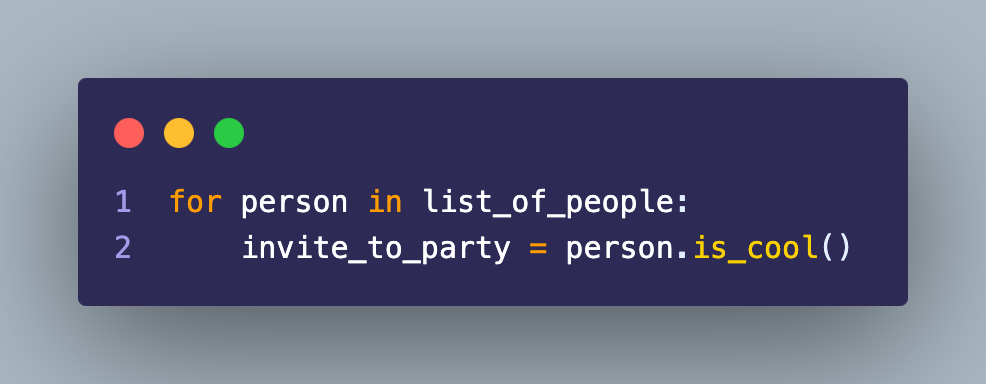 1 for person in list_of_people:
2     invite_to_party = person.is_cool()